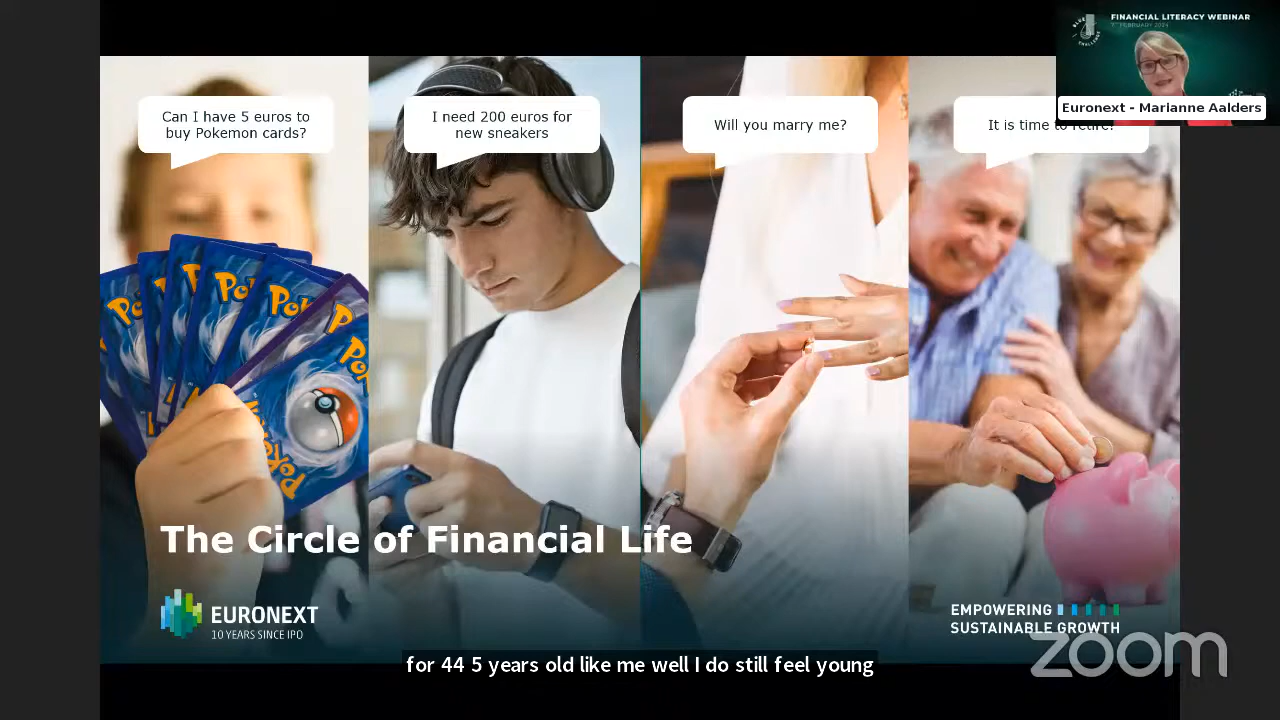 FINANCIAL LITERACY WEBINAR
Euronext - Marianne Aalders
Can I have 5 euros to
buy Pokemon cards?
I need 200 euros for
new sneakers
Will you marry me?
It is time to retire?
The Circle of Financial Life
EURONEXT
10 YEARS SINCE IPO
EMPOWERING
SUSTAINABLE GROWTH
zoom
for 44 5 years old like me well I do still feel young